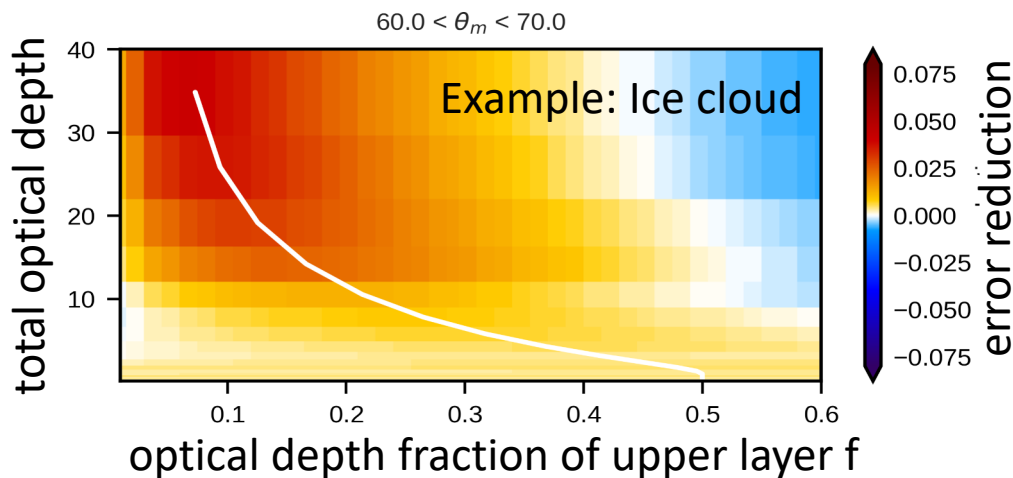 60.0 < θm < 70.0
total optical depth
40
30
20
10
Example: Ice cloud
0.1 0.2 0.3 0.4 0.5 0.6
optical depth fraction of upper layer f
0.075
0.050
0.025
0.000
−0.025
−0.050
−0.075
error reduction